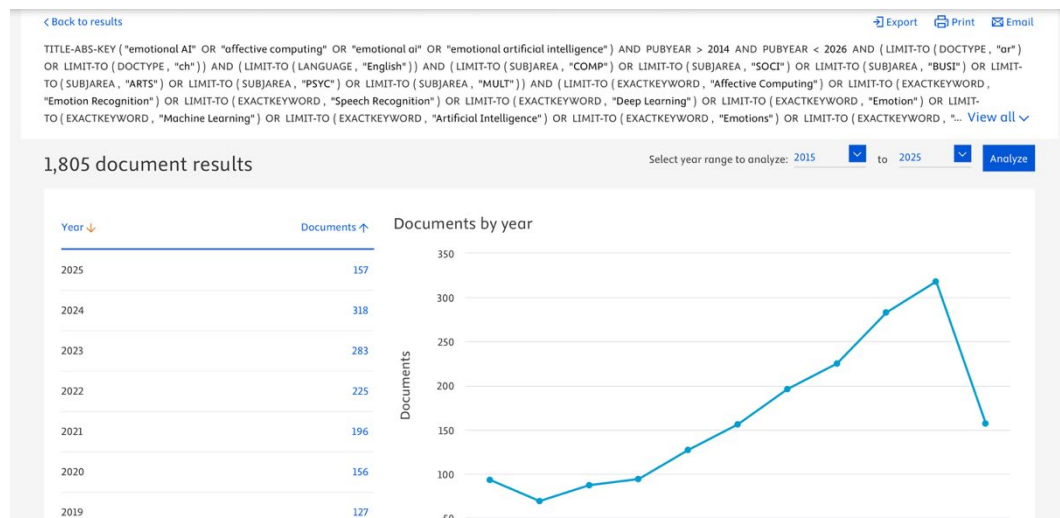 Back to results
Export Print Email
TITLE-ABS-KEY ( "emotional AI" OR "affective computing" OR "emotional ai" OR "emotional artificial intelligence" ) AND PUBYEAR > 2014 AND PUBYEAR < 2026 AND ( LIMIT-TO ( DOCTYPE , "ar" )
OR LIMIT-TO ( DOCTYPE , "ch" ) ) AND ( LIMIT-TO ( LANGUAGE , "English" ) ) AND ( LIMIT-TO ( SUBJAREA , "COMP" ) OR LIMIT-TO ( SUBJAREA , "SOCI" ) OR LIMIT-TO ( SUBJAREA , "BUSI" ) OR LIMIT-
TO ( SUBJAREA , "ARTS" ) OR LIMIT-TO ( SUBJAREA , "PSYC" ) OR LIMIT-TO ( SUBJAREA , "MULT" ) ) AND ( LIMIT-TO ( EXACTKEYWORD , "Affective Computing" ) OR LIMIT-TO ( EXACTKEYWORD ,
"Emotion Recognition" ) OR LIMIT-TO ( EXACTKEYWORD , "Speech Recognition" ) OR LIMIT-TO ( EXACTKEYWORD , "Deep Learning" ) OR LIMIT-TO ( EXACTKEYWORD , "Emotion" ) OR LIMIT-
TO ( EXACTKEYWORD , "Machine Learning" ) OR LIMIT-TO ( EXACTKEYWORD , "Artificial Intelligence" ) OR LIMIT-TO ( EXACTKEYWORD , "Emotions" ) OR LIMIT-TO ( EXACTKEYWORD , "... View all
1,805 document results
Select year range to analyze: 2015 to 2025 Analyze
Year Documents
2025 157
2024 318
2023 283
2022 225
2021 196
2020 156
2019 127
Documents by year
Documents
350
300
250
200
150
100
50